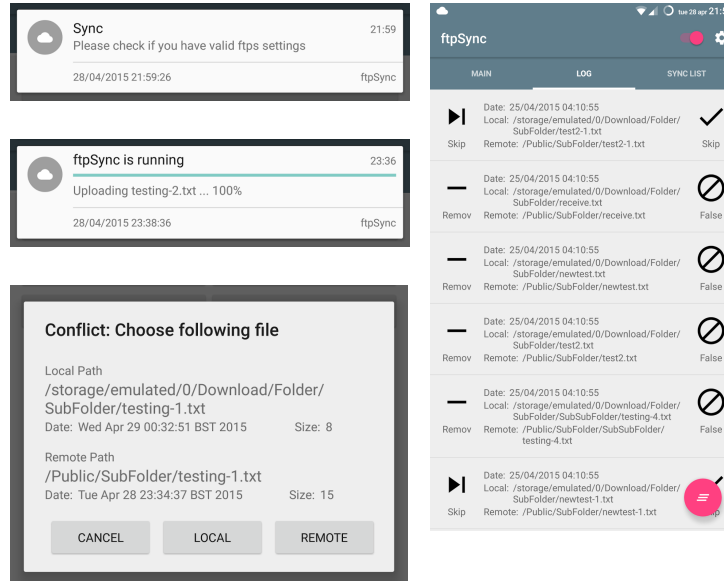 Sync 21:59
Please check if you have valid ftps settings
28/04/2015 21:59:26 ftpSync
ftpSync is running 23:36
Uploading testing-2.txt ... 100%
28/04/2015 23:38:36 ftpSync
Conflict: Choose following file
Local Path
/storage/emulated/0/Download/Folder/
SubFolder/testing-1.txt
Date: Wed Apr 29 00:32:51 BST 2015 Size: 8
Remote Path
/Public/SubFolder/testing-1.txt
Date: Tue Apr 28 23:34:37 BST 2015 Size: 15
CANCEL LOCAL REMOTE
tue 28 apr
ftpSync
MAIN LOG SYNC LIST
Date: 25/04/2015 04:10:55
Local: /storage/emulated/0/Download/Folder/
SubFolder/test2-1.txt
Skip Remote: /Public/SubFolder/test2-1.txt Skip
Date: 25/04/2015 04:10:55
Local: /storage/emulated/0/Download/Folder/
SubFolder/receive.txt
Remov Remote: /Public/SubFolder/receive.txt False
Date: 25/04/2015 04:10:55
Local: /storage/emulated/0/Download/Folder/
SubFolder/newtest.txt
Remov Remote: /Public/SubFolder/newtest.txt False
Date: 25/04/2015 04:10:55
Local: /storage/emulated/0/Download/Folder/
SubFolder/test2.txt
Remov Remote: /Public/SubFolder/test2.txt False
Date: 25/04/2015 04:10:55
Local: /storage/emulated/0/Download/Folder/
SubFolder/SubSubFolder/testing-4.txt
Remov Remote: /Public/SubFolder/SubSubFolder/ False
testing-4.txt
Date: 25/04/2015 04:10:55
Local: /storage/emulated/0/Download/Folder/
SubFolder/newtest-1.txt
Skip Remote: /Public/SubFolder/newtest-1.txt